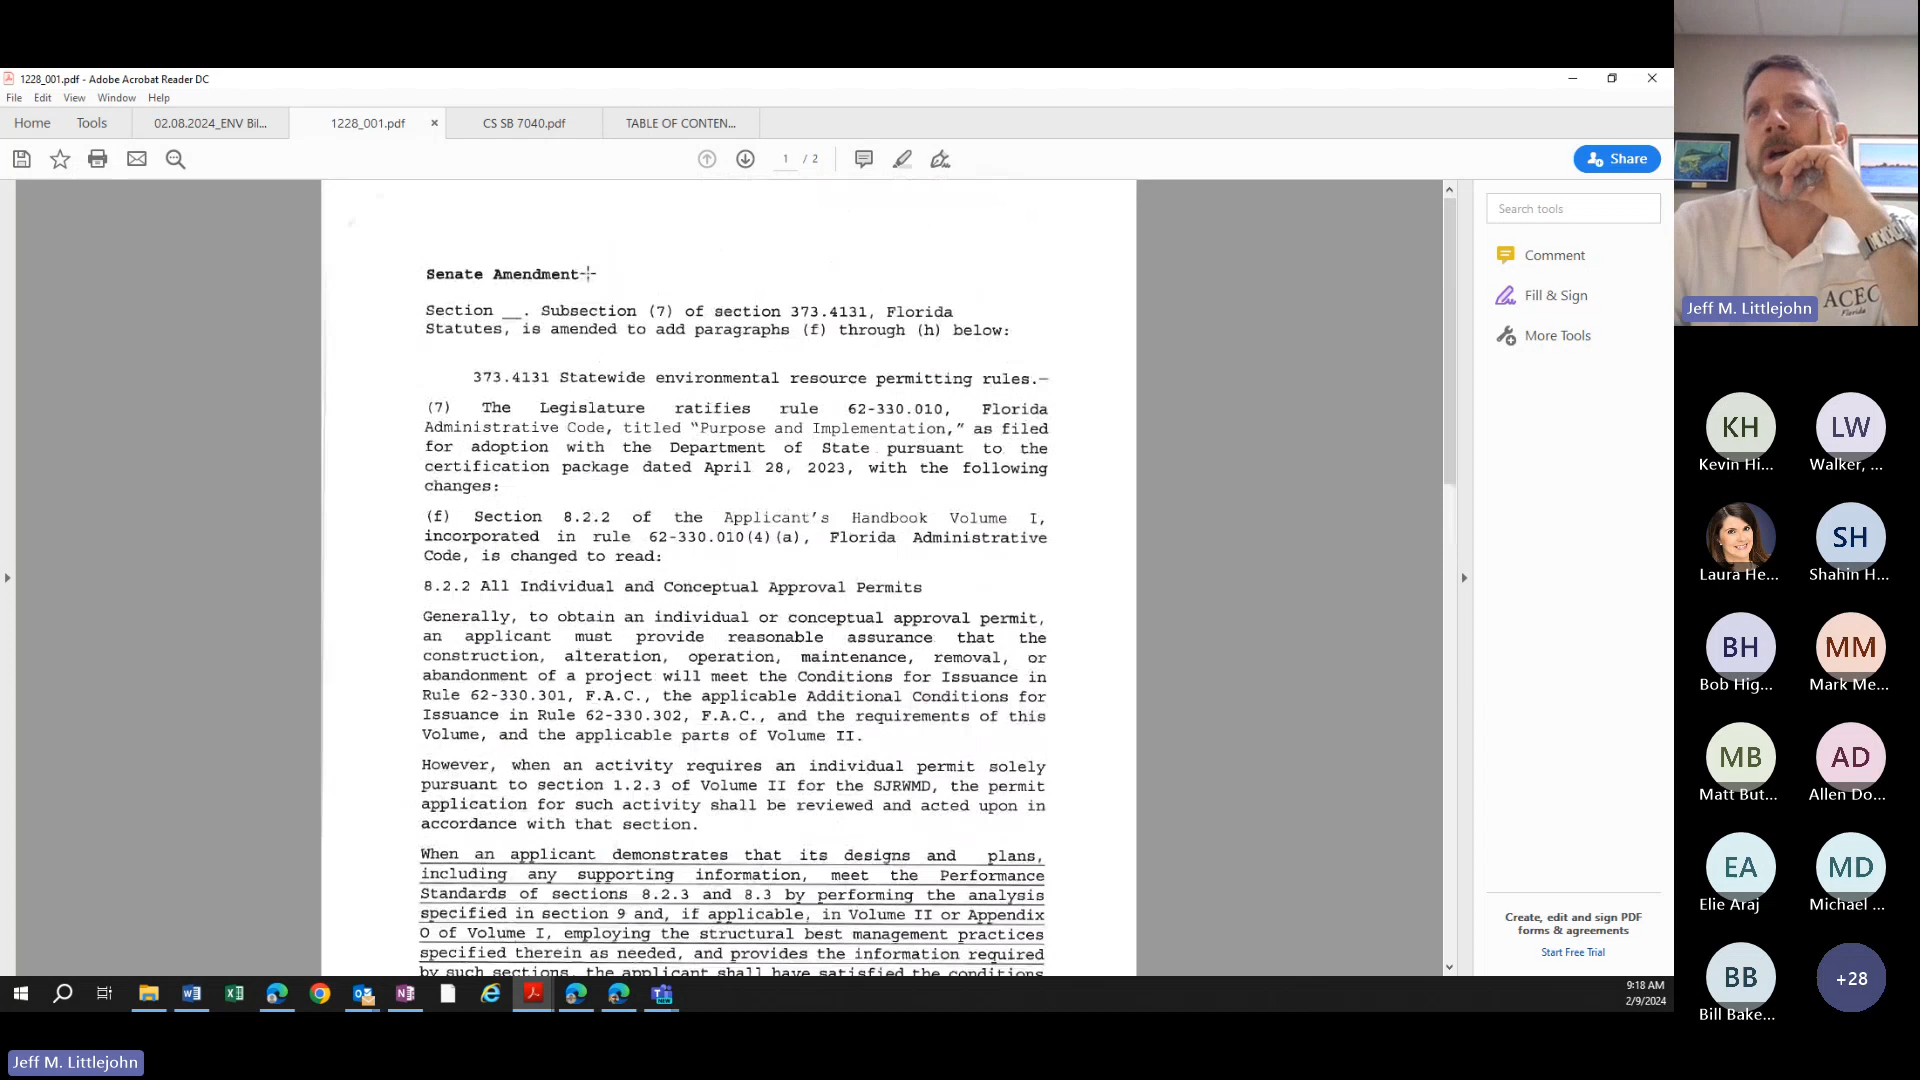 1228_001.pdf - Adobe Acrobat Reader DC
File Edit View Window Help
Home Tools 02.08.2024_ENV Bil... 1228_001.pdf CS SB 7040.pdf TABLE OF CONTEN...
1 / 2
Share
Search tools
Comment
Fill & Sign
More Tools
Create, edit and sign PDF
forms & agreements
Start Free Trial
Senate Amendment
Section __. Subsection (7) of section 373.4131, Florida
Statutes, is amended to add paragraphs (f) through (h) below:
373.4131 Statewide environmental resource permitting rules.—
(7) The Legislature ratifies rule 62-330.010, Florida
Administrative Code, titled “Purpose and Implementation,” as filed
for adoption with the Department of State pursuant to the
certification package dated April 28, 2023, with the following
changes:
(f) Section 8.2.2 of the Applicant’s Handbook Volume I,
incorporated in rule 62-330.010(4)(a), Florida Administrative
Code, is changed to read:
8.2.2 All Individual and Conceptual Approval Permits
Generally, to obtain an individual or conceptual approval permit,
an applicant must provide reasonable assurance that the
construction, alteration, operation, maintenance, removal, or
abandonment of a project will meet the Conditions for Issuance in
Rule 62-330.301, F.A.C., the applicable Additional Conditions for
Issuance in Rule 62-330.302, F.A.C., and the requirements of this
Volume, and the applicable parts of Volume II.
However, when an activity requires an individual permit solely
pursuant to section 1.2.3 of Volume II for the SJRWMD, the permit
application for such activity shall be reviewed and acted upon in
accordance with that section.
When an applicant demonstrates that its designs and plans,
including any supporting information, meet the Performance
Standards of sections 8.2.3 and 8.3 by performing the analysis
specified in section 9 and, if applicable, in Volume II or Appendix
O of Volume I, employing the structural best management practices
specified therein as needed, and provides the information required
by such sections, the applicant shall have satisfied the conditions
9:18 AM
2/9/2024
ACEC
Florida
Jeff M. Littlejohn
KH LW
Kevin Hi... Walker, ...
SH
Laura He... Shahin H...
BH MM
Bob Hig... Mark Me...
MB AD
Matt But... Allen Do...
EA MD
Elie Araj Michael ...
BB +28
Bill Bake...
Jeff M. Littlejohn